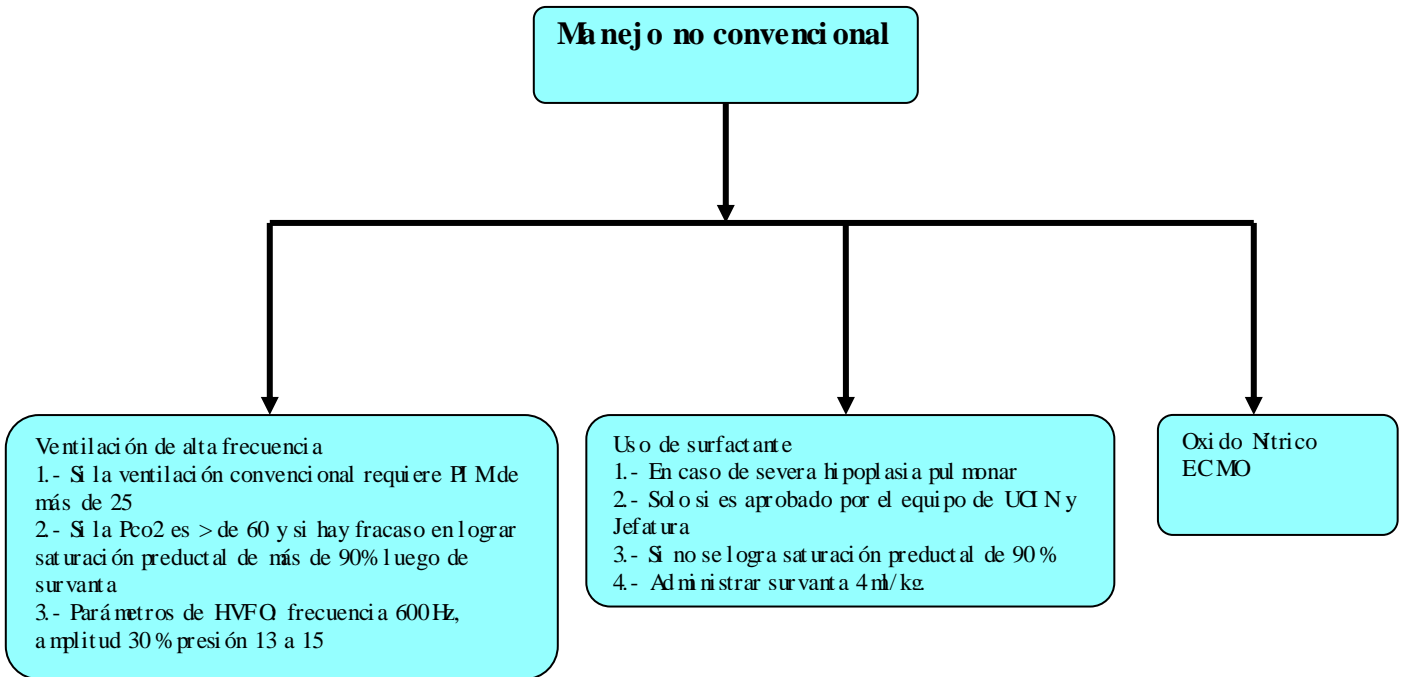 Manejo no convencional
Ventilación de alta frecuencia
1.- Si la ventilación convencional requiere PIM de
más de 25
2.- Si la Pco2 es > de 60 y si hay fracaso en lograr
saturación preductal de más de 90% luego de
survanta
3.- Parámetros de HVFO: frecuencia 600 Hz,
amplitud 30% presión 13 a 15
Uso de surfactante
1.- En caso de severa hipoplasia pulmonar
2.- Solo si es aprobado por el equipo de UCIN y
Jefatura
3.- Si no se logra saturación preductal de 90%
4.- Administrar survanta 4 ml/kg.
Oxido Nítrico
ECMO